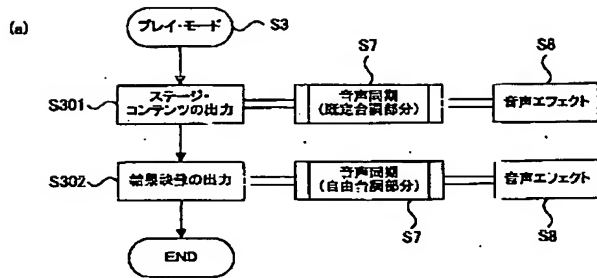 (a)
プレイ・モード
S3
S7
S8
S301
ステージ・
コンテンツの出力
音声同期
(既定台詞部分)
音声エフェクト
S302
結果映像の出力
音声同期
(自由台詞部分)
音声エフェクト
S7
S8
END